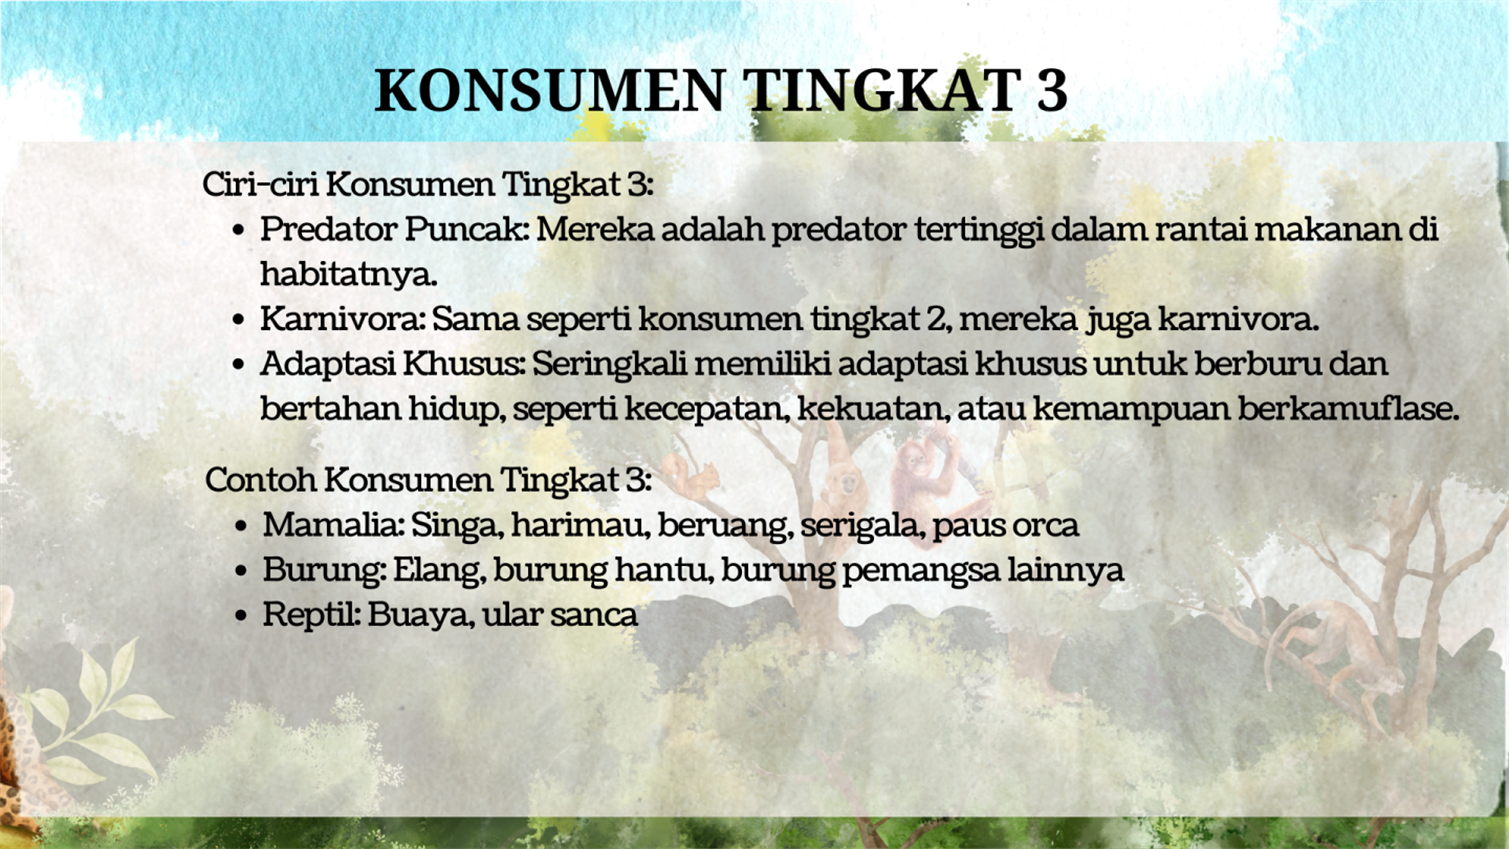 KONSUMEN TINGKAT 3
Ciri-ciri Konsumen Tingkat 3:
• Predator Puncak: Mereka adalah predator tertinggi dalam rantai makanan di
habitatnya.
• Karnivora: Sama seperti konsumen tingkat 2, mereka juga karnivora.
• Adaptasi Khusus: Seringkali memiliki adaptasi khusus untuk berburu dan
bertahan hidup, seperti kecepatan, kekuatan, atau kemampuan berkamuflase.
Contoh Konsumen Tingkat 3:
• Mamalia: Singa, harimau, beruang, serigala, paus orca
• Burung: Elang, burung hantu, burung pemangsa lainnya
• Reptil: Buaya, ular sanca